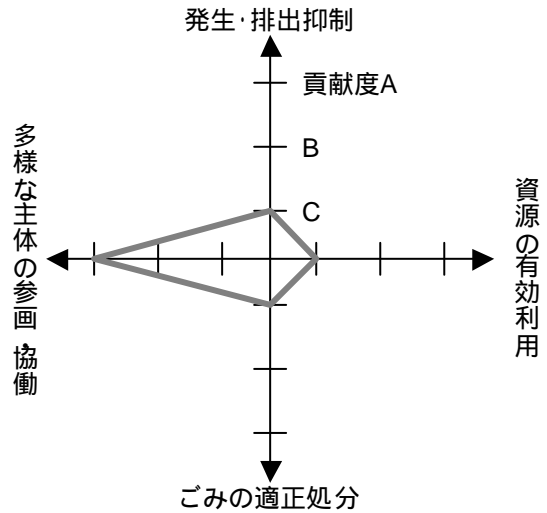 発生・排出抑制
貢献度A
B
C
多様な主体の参画・協働
資源の有効利用
ごみの適正処分